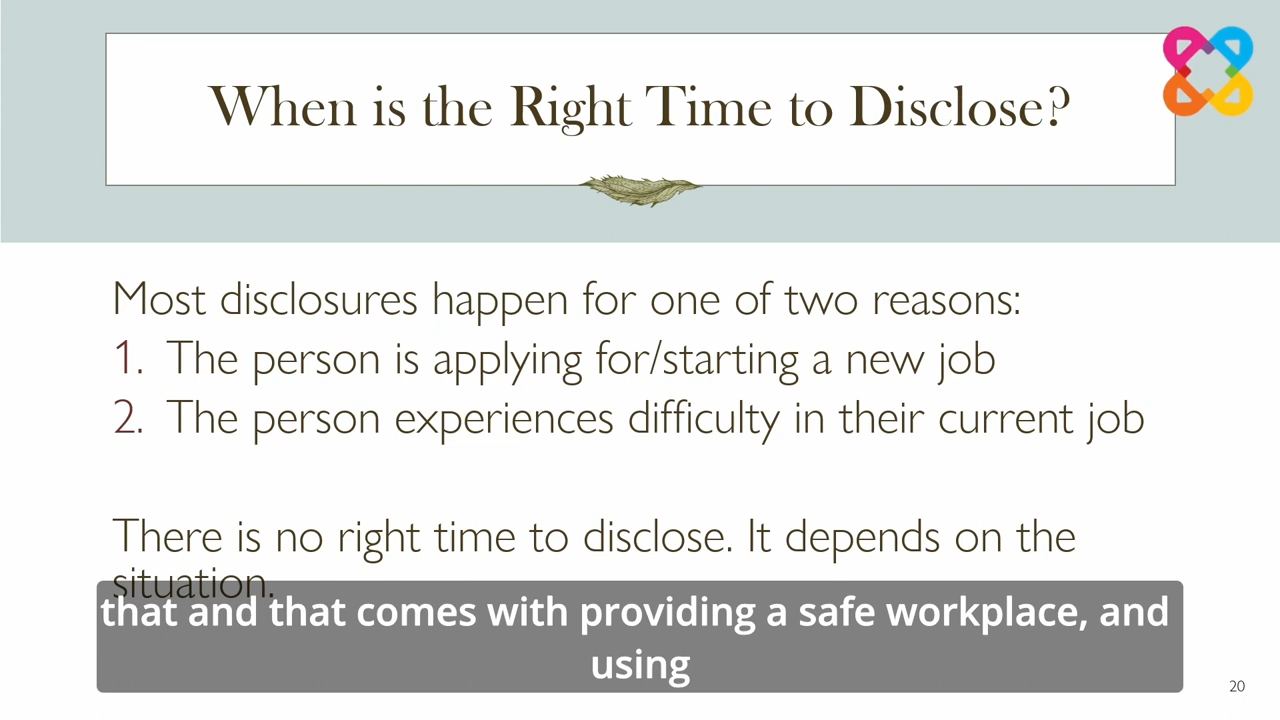 When is the Right Time to Disclose?
Most disclosures happen for one of two reasons:
1. The person is applying for/starting a new job
2. The person experiences difficulty in their current job
There is no right time to disclose. It depends on the
situation.
that and that comes with providing a safe workplace, and
using
20